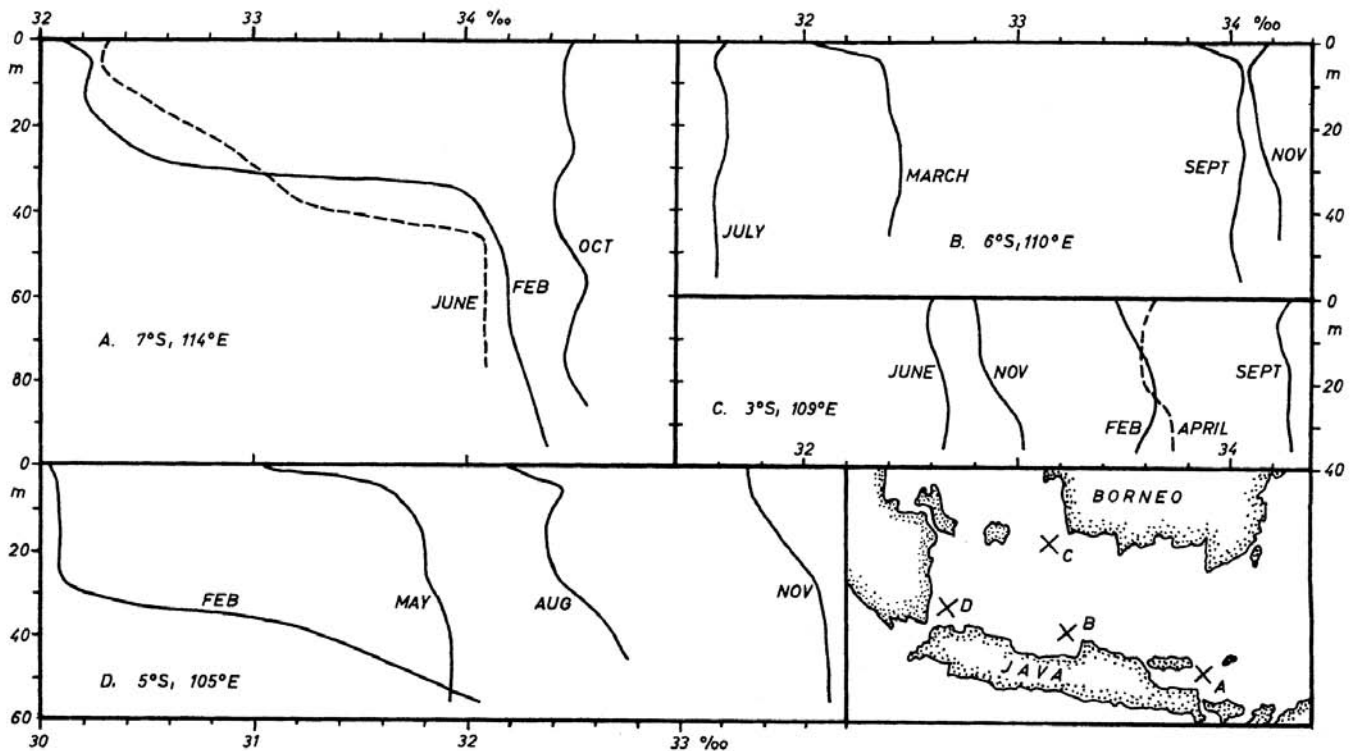 32 33 34 ‰
32 33 34 ‰
0
m
20
40
60
80
0
m
20
40
60
OCT
FEB
JUNE
A. 7°S, 114°E
0
m
20
40
JULY
MARCH
SEPT
NOV
B. 6°S, 110°E
0
m
20
40
JUNE
NOV
FEB
APRIL
SEPT
C. 3°S, 109°E
32 34
FEB
MAY
AUG
NOV
D. 5°S, 105°E
30 31 32 33 ‰
BORNEO
C
D
B
JAVA
A